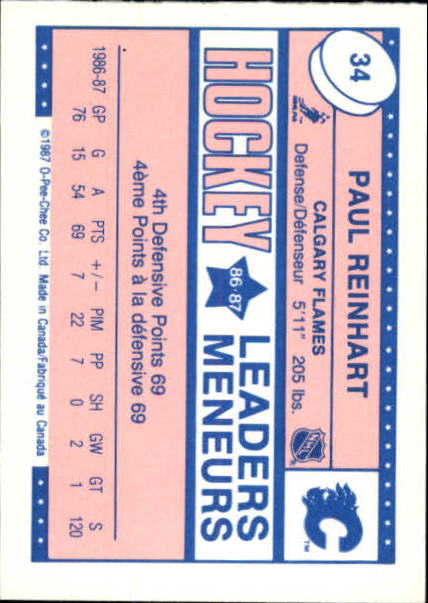 34
PAUL REINHART
CALGARY FLAMES
Defense/Défenseur 5'11" 205 lbs.
NHL
C
TM
HOCKEY 86·87 LEADERS
MENEURS
4th Defensive Points 69
4ème Points à la défensive 69
1986-87 GP G A PTS +/- PIM PP SH GW GT S
76 15 54 69 7 22 7 0 2 1 120
©1987 O-Pee-Chee Co. Ltd. Made in Canada/Fabriqué au Canada